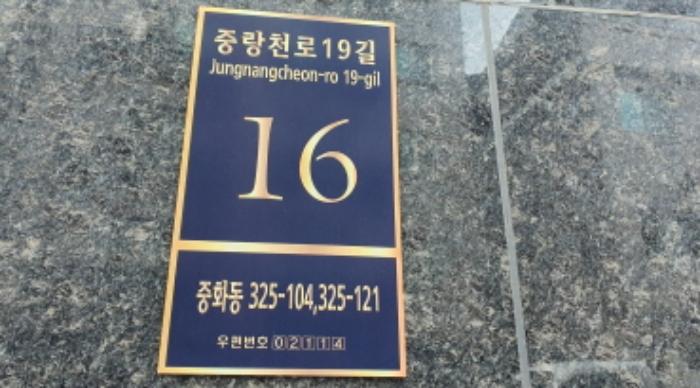 중랑천로19길
Jungnangcheon-ro 19-gil
16
중화동 325-104,325-121
우편번호 02114